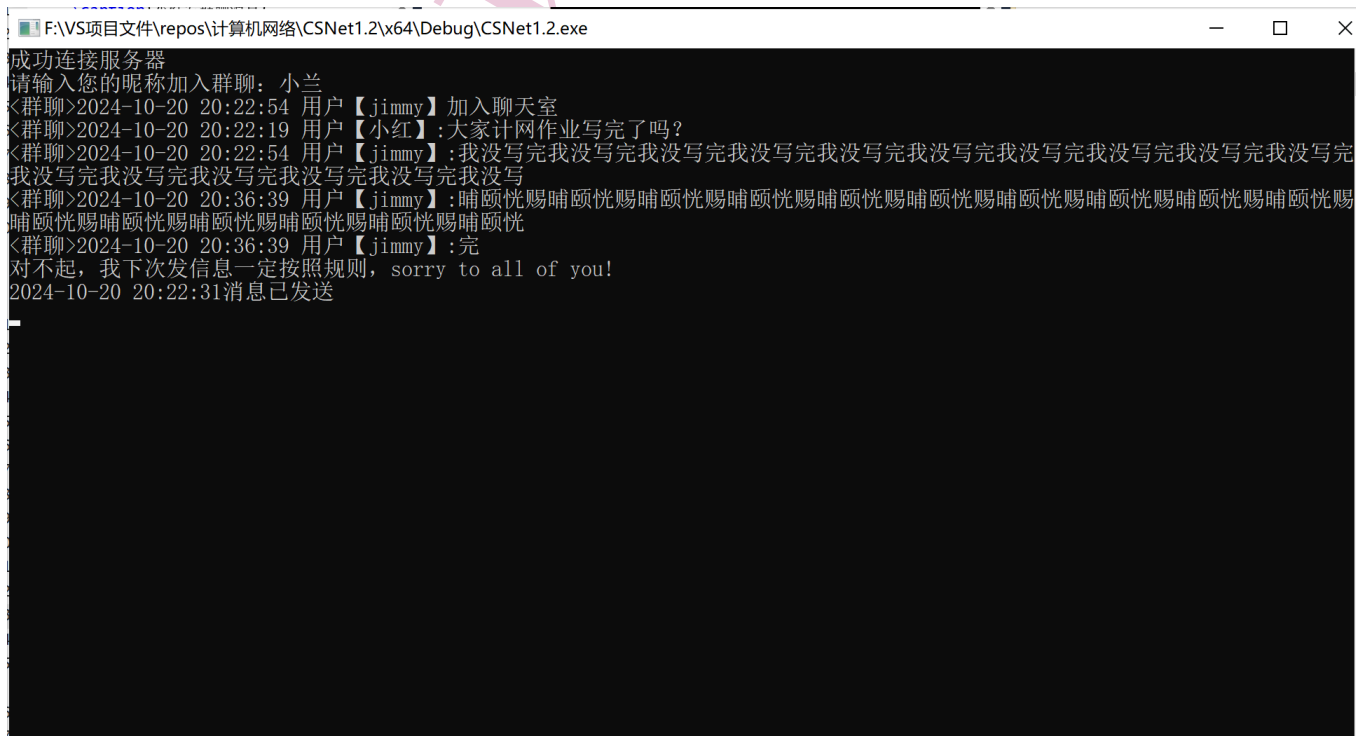 F:\VS项目文件\repos\计算机网络\CSNet1.2\x64\Debug\CSNet1.2.exe
成功连接服务器
请输入您的昵称加入群聊：小兰
<群聊>2024-10-20 20:22:54 用户【jimmy】加入聊天室
<群聊>2024-10-20 20:22:19 用户【小红】:大家计网作业写完了吗？
<群聊>2024-10-20 20:22:54 用户【jimmy】:我没写完我没写完我没写完我没写完我没写完我没写完我没写完我没写完我没写完我没写完
我没写完我没写完我没写完我没写完我没写完我没写
<群聊>2024-10-20 20:36:39 用户【jimmy】:晡颐恍赐晡颐恍赐晡颐恍赐晡颐恍赐晡颐恍赐晡颐恍赐晡颐恍赐晡颐恍赐晡颐恍赐晡颐恍赐
晡颐恍赐晡颐恍赐晡颐恍赐晡颐恍赐晡颐恍赐晡颐恍
<群聊>2024-10-20 20:36:39 用户【jimmy】:完
对不起，我下次发信息一定按照规则，sorry to all of you!
2024-10-20 20:22:31消息已发送